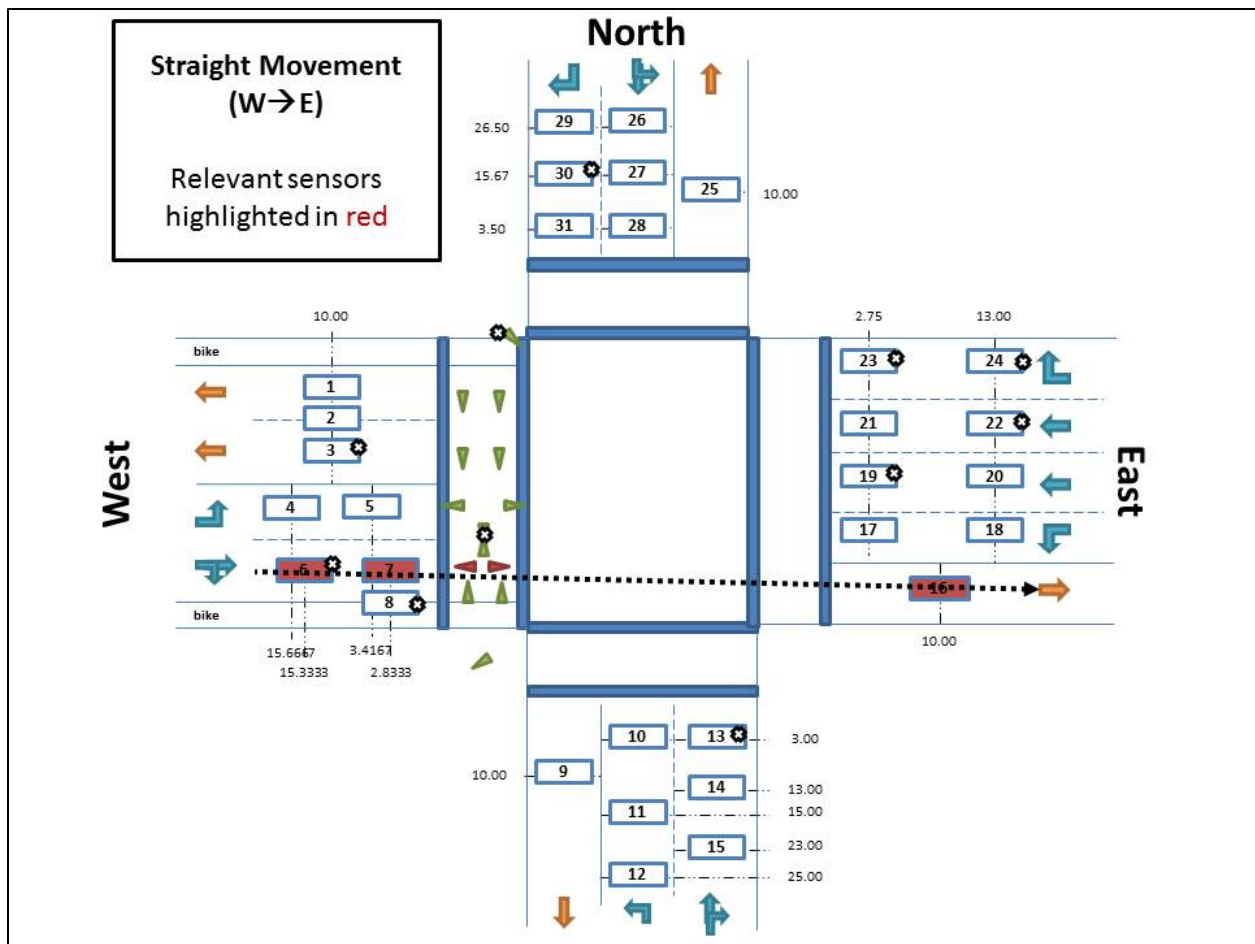 North
Straight Movement
(W→E)
Relevant sensors
highlighted in red
26.50 29 26
15.67 30 27
25 10.00
3.50 31 28
10.00
2.75 13.00
bike
1
23 24
2
21 22
3
West
East
19 20
4 5
17 18
6 7
16
8
bike
10.00
15.6667 3.4167
15.3333 2.8333
10 13 3.00
10.00 9
14 13.00
11 15.00
15 23.00
12 25.00